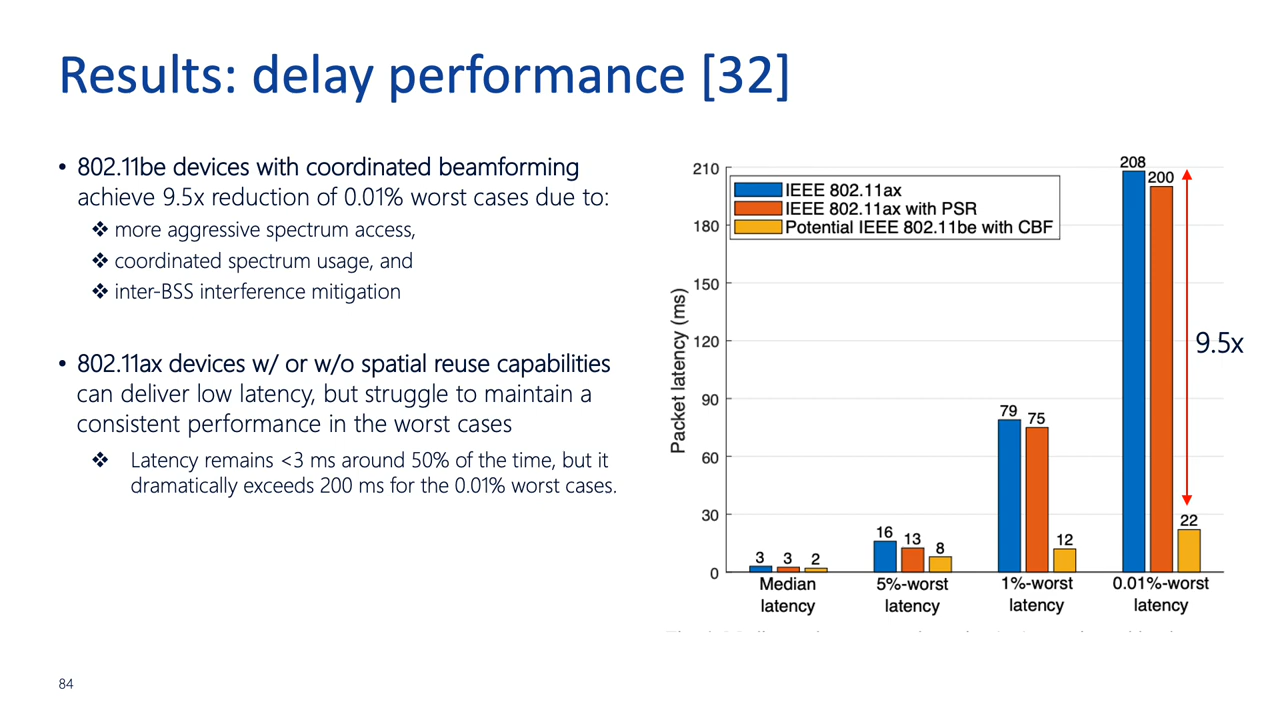 Results: delay performance [32]
• 802.11be devices with coordinated beamforming
achieve 9.5x reduction of 0.01% worst cases due to:
❖ more aggressive spectrum access,
❖ coordinated spectrum usage, and
❖ inter-BSS interference mitigation
• 802.11ax devices w/ or w/o spatial reuse capabilities
can deliver low latency, but struggle to maintain a
consistent performance in the worst cases
❖ Latency remains <3 ms around 50% of the time, but it
dramatically exceeds 200 ms for the 0.01% worst cases.
Packet latency (ms)
210
180
150
120
90
60
30
0
IEEE 802.11ax
IEEE 802.11ax with PSR
Potential IEEE 802.11be with CBF
3 3 2
16 13 8
79 75 12
208 200 22
9.5x
Median
latency
5%-worst
latency
1%-worst
latency
0.01%-worst
latency
84